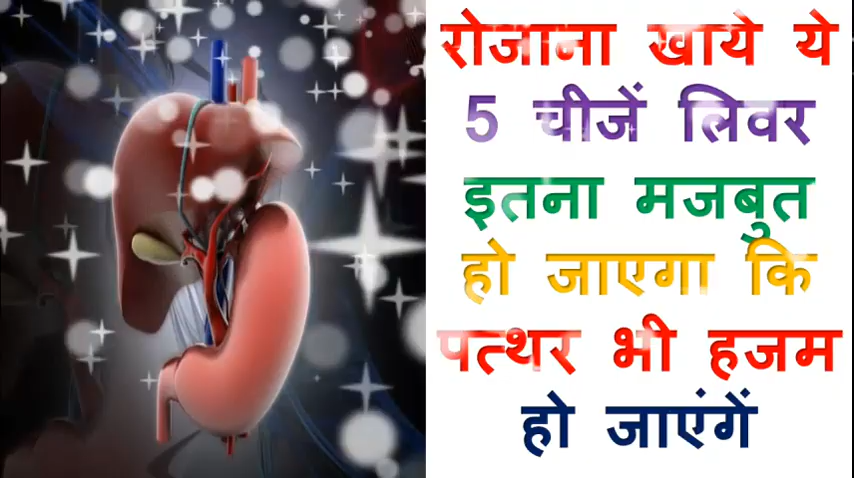 रोजाना खाये ये
5 चीजें लिवर
इतना मजबुत
हो जाएगा कि
पत्थर भी हजम
हो जाएंगें